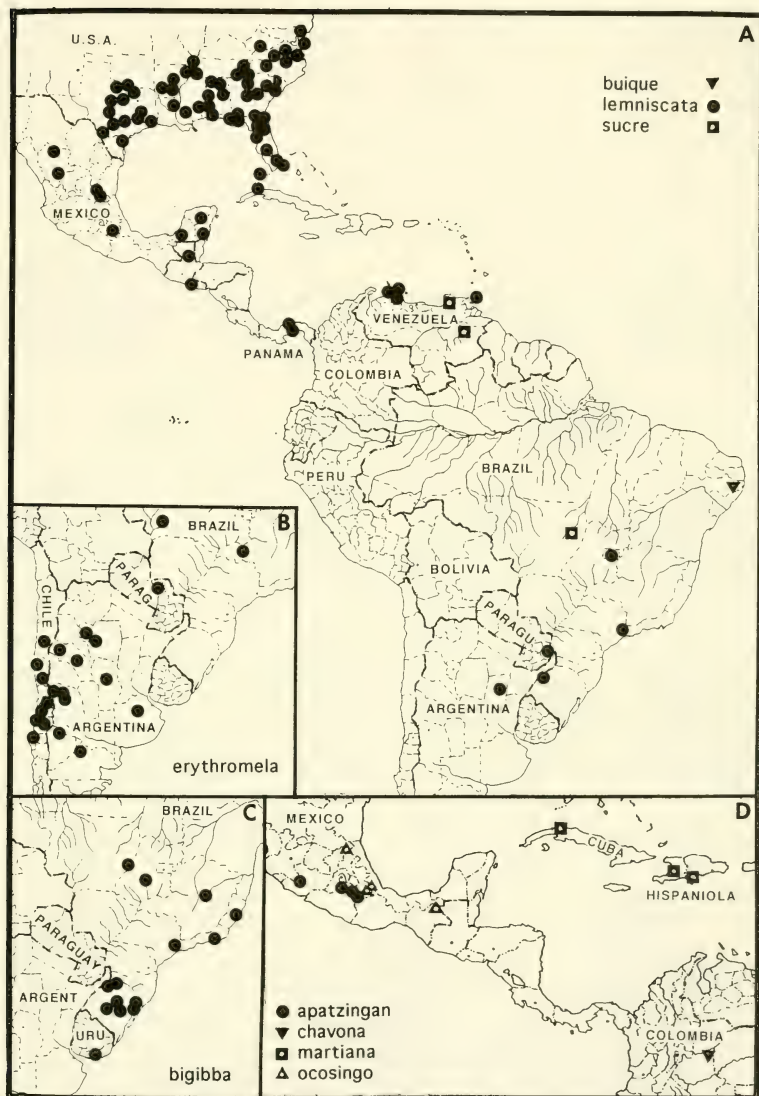 A
U.S.A.
buique
lemniscata
sucre
MEXICO
PANAMA
VENEZUELA
COLOMBIA
PERU
BRAZIL
BOLIVIA
PARAGU
ARGENTINA
B
BRAZIL
PARAG
CHILE
ARGENTINA
erythromela
C
BRAZIL
PARAGUAY
ARGENT
URU-
bigibba
D
MEXICO
CUBA
HISPANIOLA
COLOMBIA
apatzingan
chavona
martiana
ocosingo